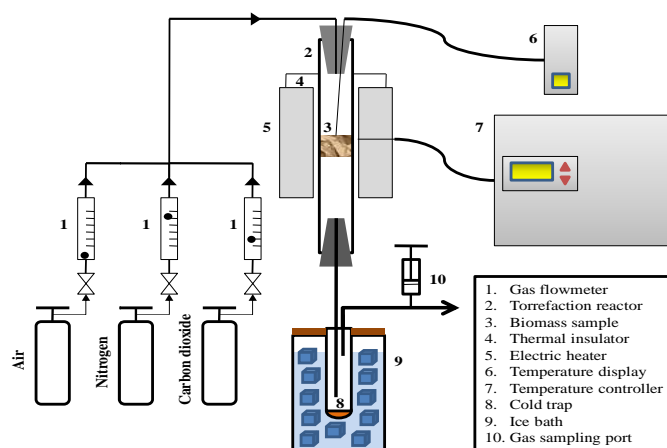 2
6
4
5
3
7
1
1
1
10
9
8
Air
Nitrogen
Carbon dioxide
1. Gas flowmeter
2. Torrefaction reactor
3. Biomass sample
4. Thermal insulator
5. Electric heater
6. Temperature display
7. Temperature controller
8. Cold trap
9. Ice bath
10. Gas sampling port